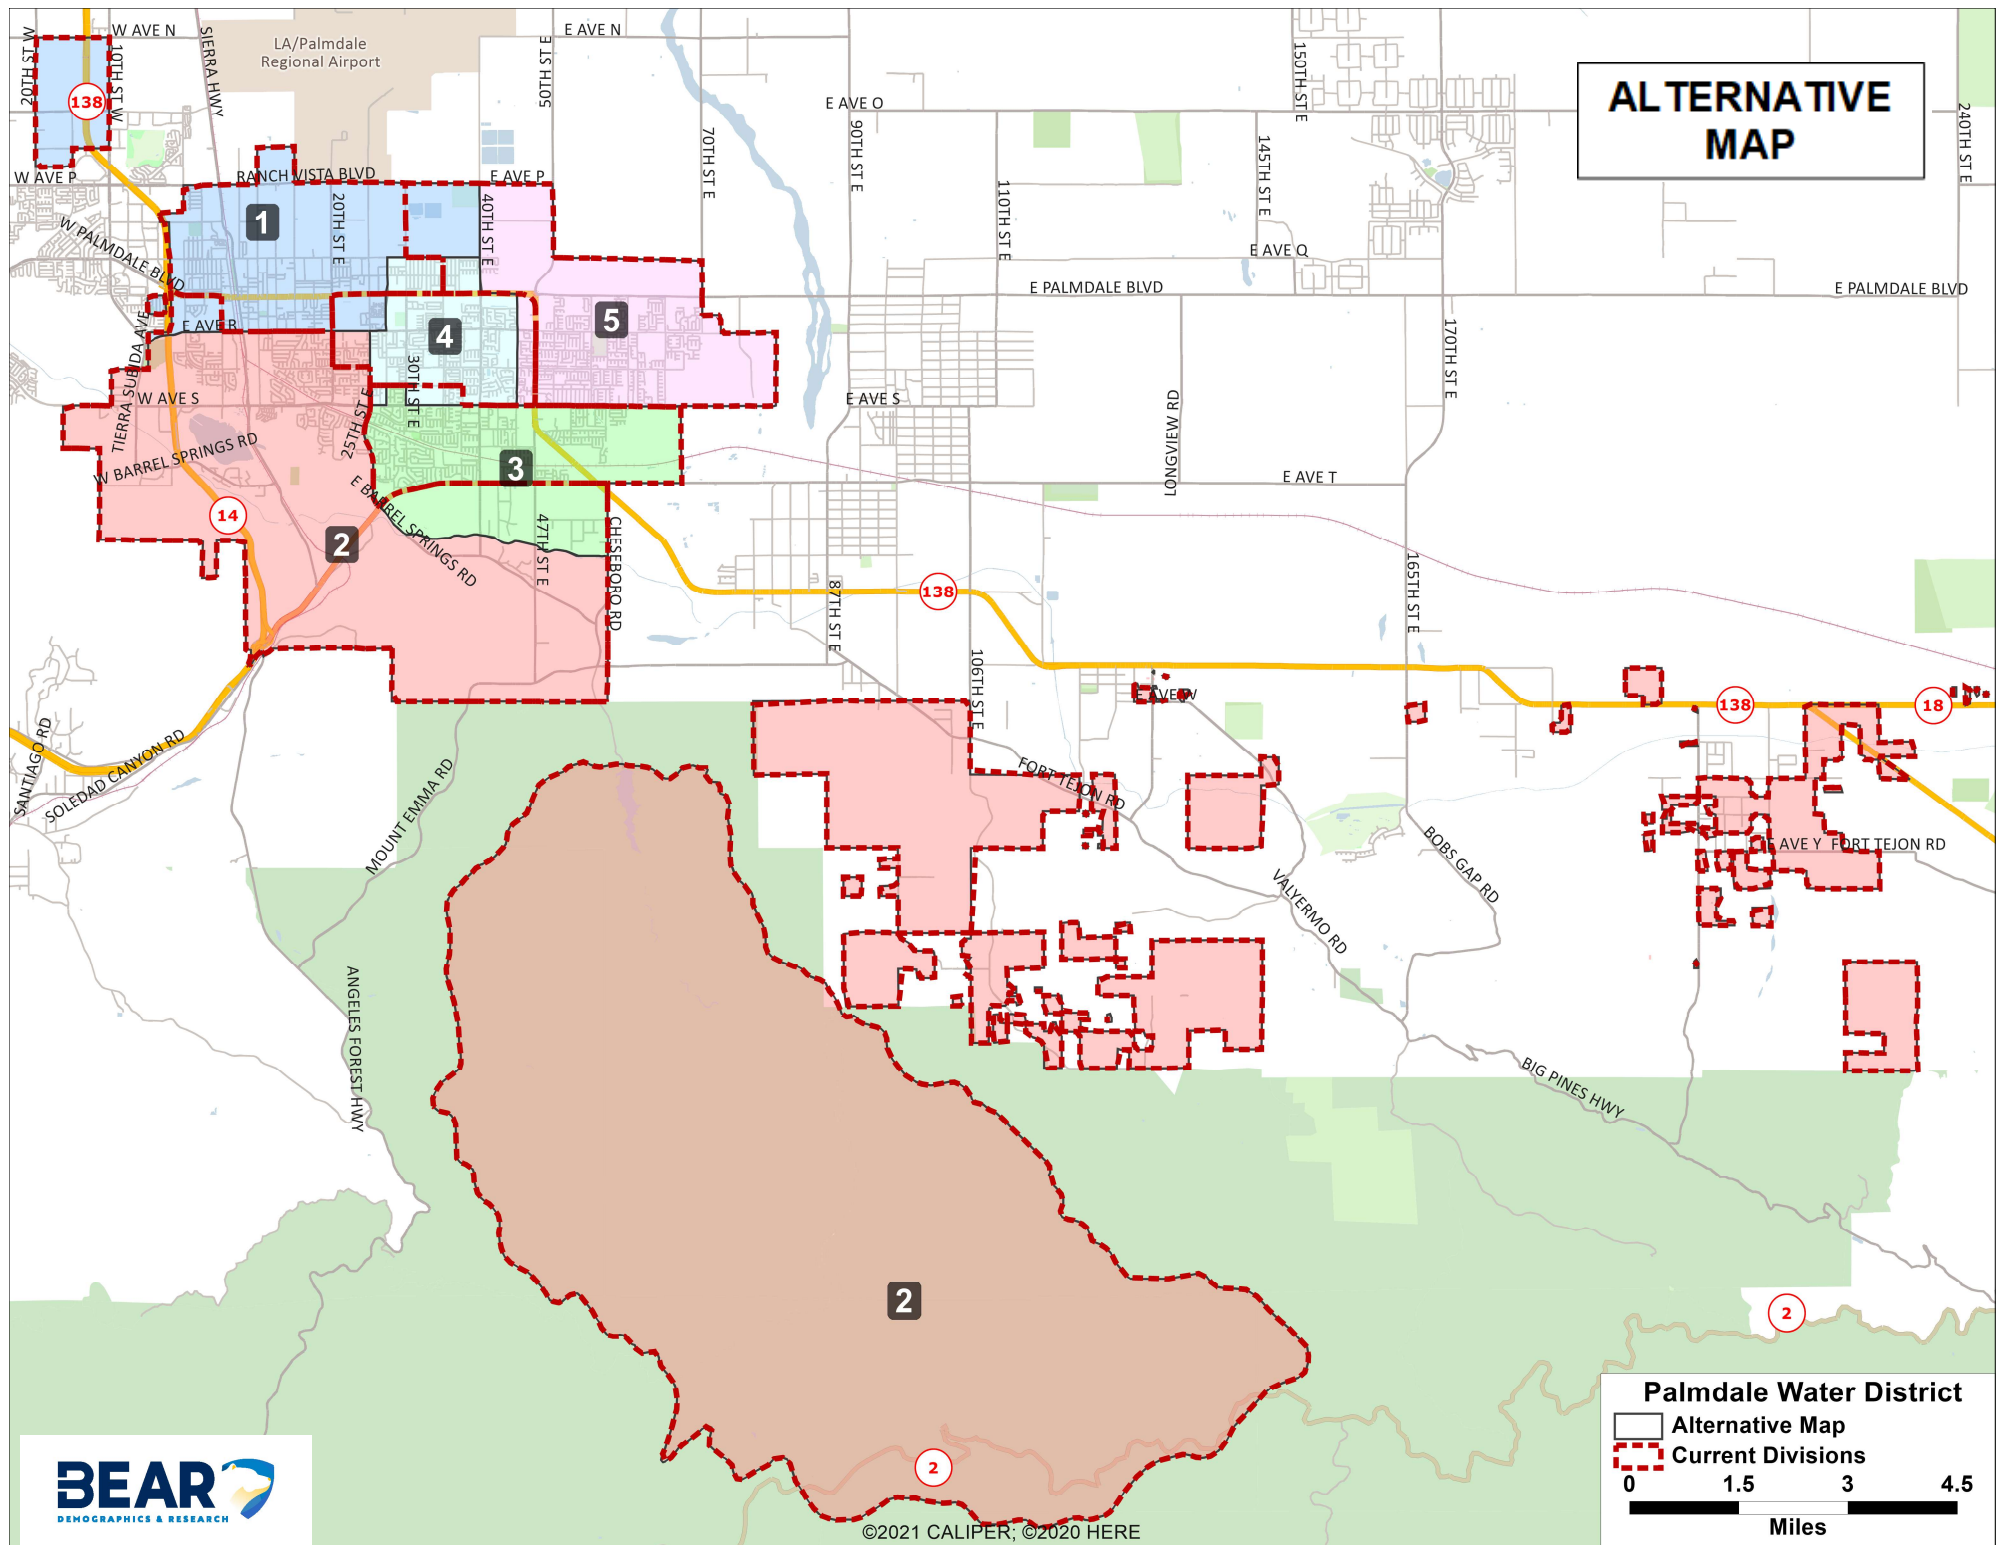 W AVE N
E AVE N
20TH ST W
10TH ST W
SIERRA HWY
LA/Palmdale
Regional Airport
50TH ST E
138
E AVE O
150TH ST E
ALTERNATIVE
MAP
240TH ST E
70TH ST E
90TH ST E
145TH ST E
W AVE P
RANCH VISTA BLVD
E AVE P
110TH ST E
1
20TH ST E
40TH ST E
W PALMDALE BLVD
E AVE Q
E PALMDALE BLVD
E PALMDALE BLVD
E AVE R
4
5
170TH ST E
TIERRA SUBIDA AVE
30TH ST E
W AVE S
25TH ST E
E AVE S
LONGVIEW RD
W BARREL SPRINGS RD
3
E AVE T
E BARREL SPRINGS RD
14
2
47TH ST E
CHESEBORO RD
87TH ST E
138
165TH ST E
106TH ST E
E AVE W
138
18
SANTIAGO RD
SOLEDAD CANYON RD
MOUNT EMMA RD
FORT TEJON RD
BOBS GAP RD
E AVE Y
FORT TEJON RD
VALYERMO RD
ANGELES FOREST HWY
BIG PINES HWY
2
2
2
Palmdale Water District
Alternative Map
Current Divisions
0 1.5 3 4.5
Miles
BEAR
DEMOGRAPHICS & RESEARCH
©2021 CALIPER; ©2020 HERE